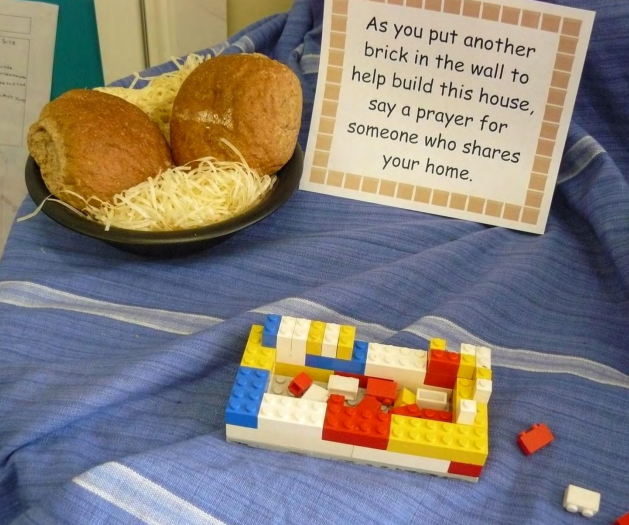 As you put another
brick in the wall to
help build this house,
say a prayer for
someone who shares
your home.